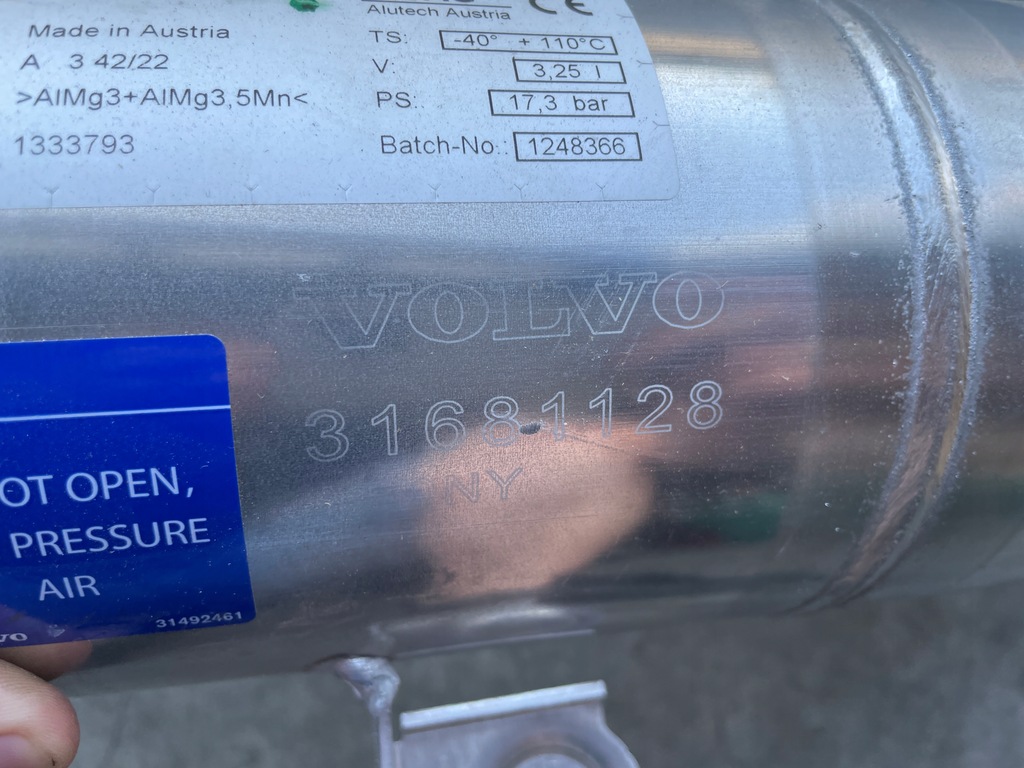 Alutech Austria
CE
Made in Austria
A 3 42/22
>AlMg3+AlMg3,5Mn<
1333793
TS: -40° + 110°C
V: 3,25 l
PS: 17,3 bar
Batch-No.: 1248366
VOLVO
31681128
NY
OT OPEN,
PRESSURE
AIR
31492461